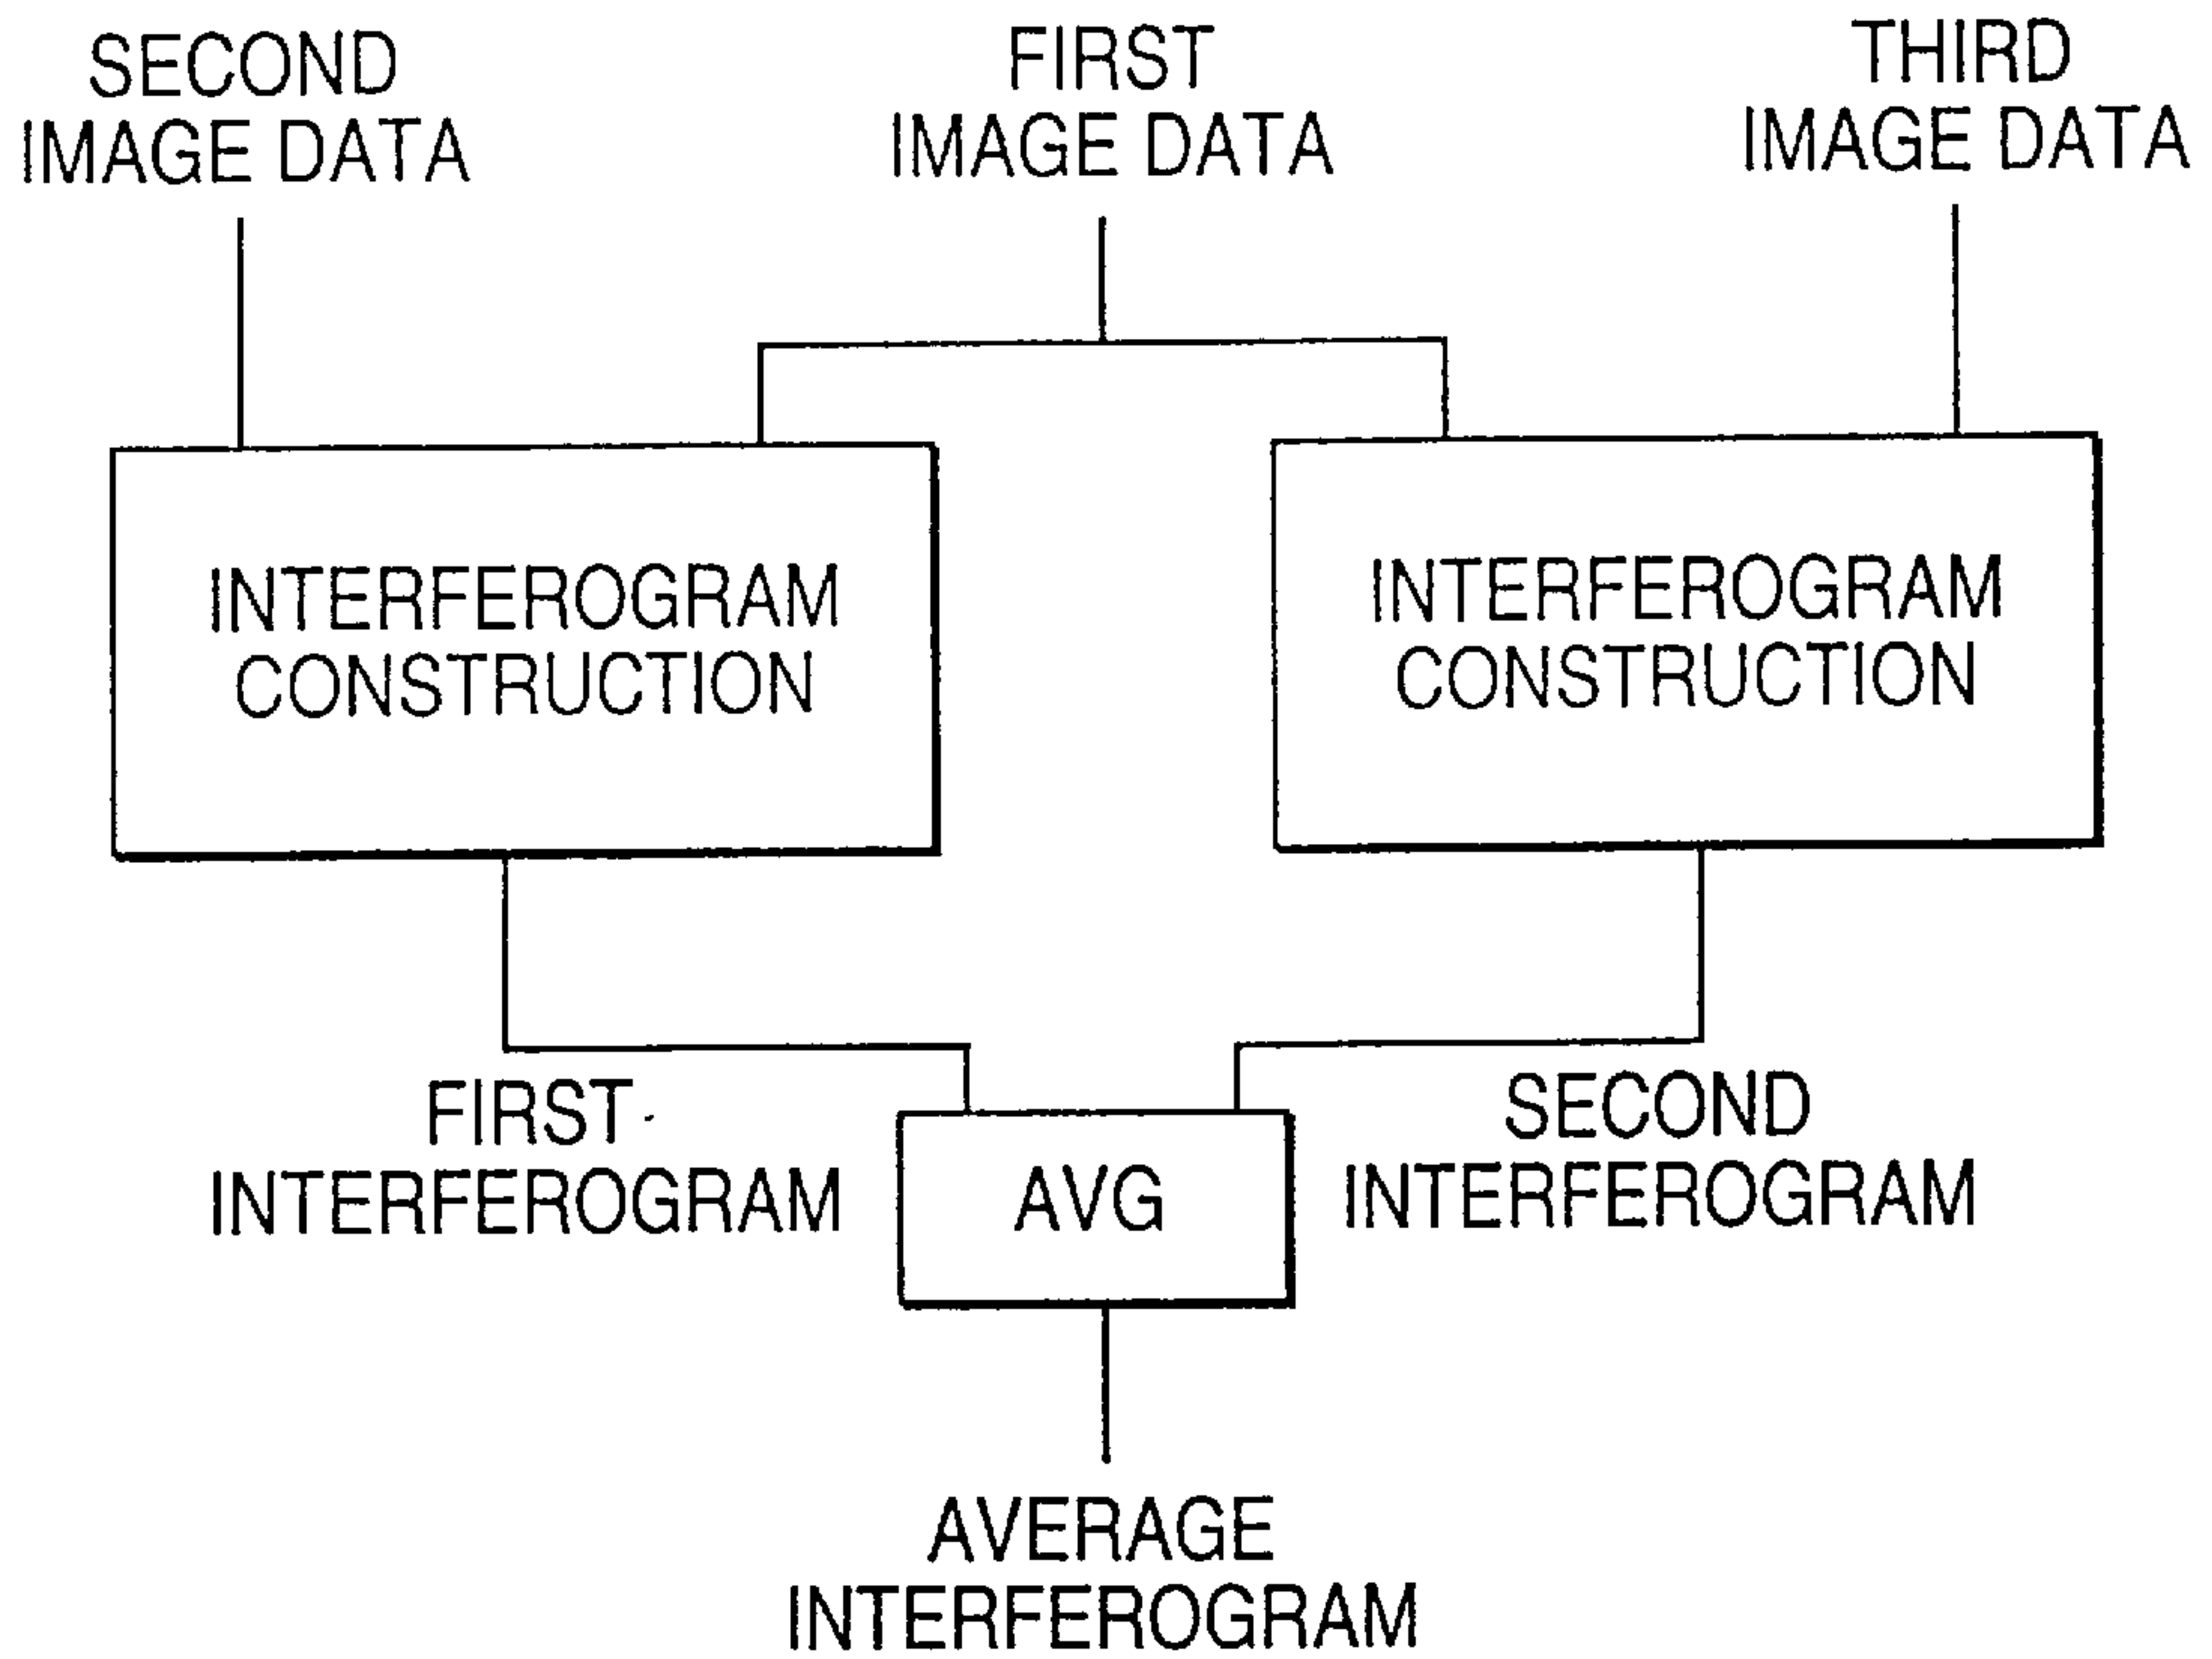 SECOND
IMAGE DATA
FIRST
IMAGE DATA
THIRD
IMAGE DATA
INTERFEROGRAM
CONSTRUCTION
INTERFEROGRAM
CONSTRUCTION
FIRST
INTERFEROGRAM
AVG
SECOND
INTERFEROGRAM
AVERAGE
INTERFEROGRAM